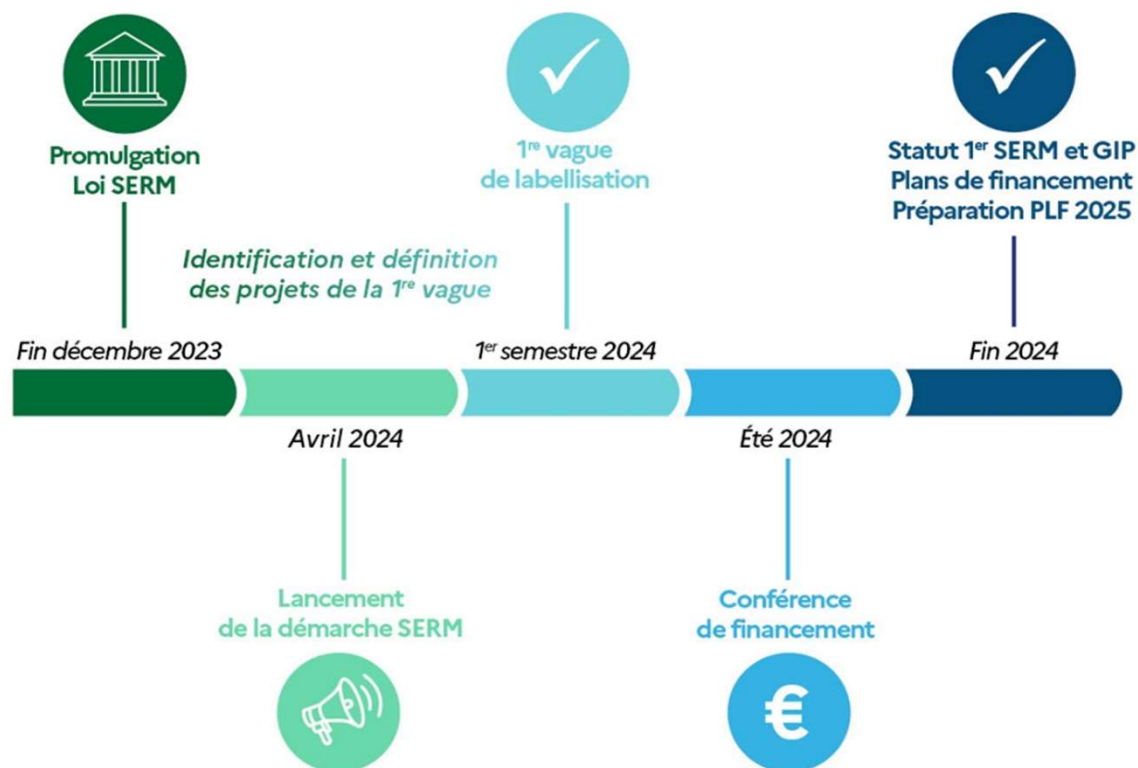 Promulgation
Loi SERM
1re vague
de labellisation
Statut 1er SERM et GIP
Plans de financement
Préparation PLF 2025
Identification et définition
des projets de la 1re vague
Fin décembre 2023
1er semestre 2024
Fin 2024
Avril 2024
Été 2024
Lancement
de la démarche SERM
Conférence
de financement
€